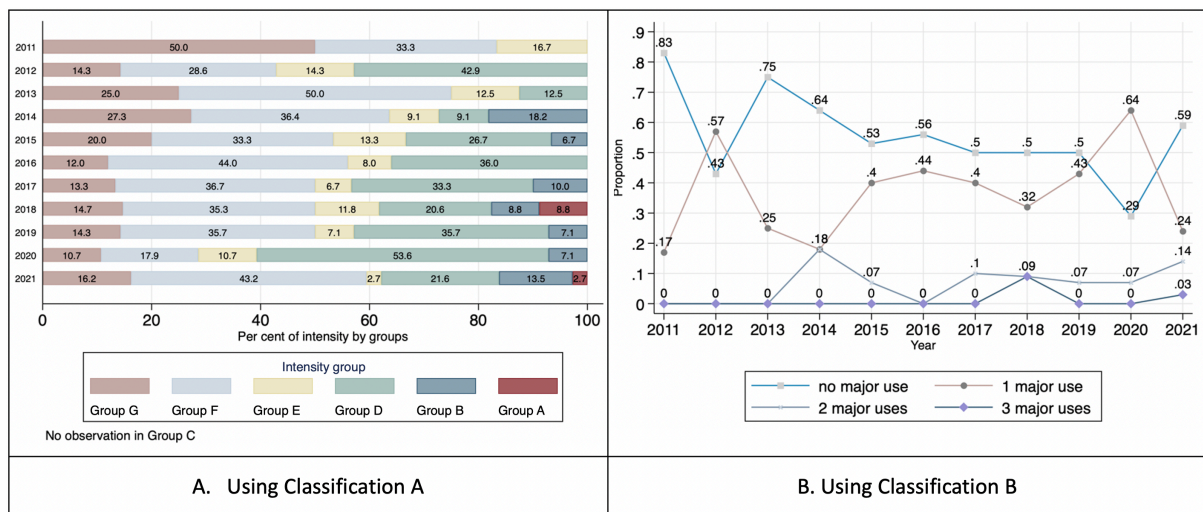 2011 50.0 33.3 16.7
2012 14.3 28.6 14.3 42.9
2013 25.0 50.0 12.5 12.5
2014 27.3 36.4 9.1 9.1 18.2
2015 20.0 33.3 13.3 26.7 6.7
2016 12.0 44.0 8.0 36.0
2017 13.3 36.7 6.7 33.3 10.0
2018 14.7 35.3 11.8 20.6 8.8 8.8
2019 14.3 35.7 7.1 35.7 7.1
2020 10.7 17.9 10.7 53.6 7.1
2021 16.2 43.2 2.7 21.6 13.5 2.7
0 20 40 60 80 100
Per cent of intensity by groups
Intensity group
Group G Group F Group E Group D Group B Group A
No observation in Group C
A. Using Classification A
Proportion
.9
.8
.7
.6
.5
.4
.3
.2
.1
0
.83 .43 .75 .64 .53 .56 .5 .5 .5 .29 .59
.17 .57 .25 .18 .4 .44 .4 .32 .43 .64 .24
.07 .1 .09 .07 .07 .14
0 0 0 0 0 0 0 0 0 .03
2011 2012 2013 2014 2015 2016 2017 2018 2019 2020 2021
Year
no major use 1 major use
2 major uses 3 major uses
B. Using Classification B